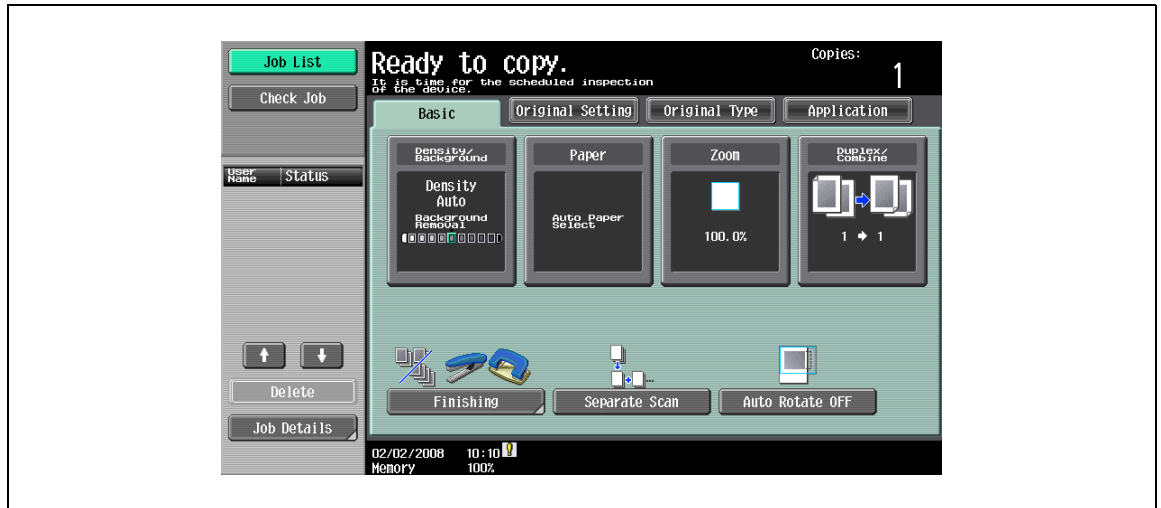 Job List
Check Job
User Name
Status
Delete
Job Details
Ready to copy.
It is time for the scheduled inspection
of the device.
Copies:
1
Basic
Original Setting
Original Type
Application
Density/
Background
Density
Auto
Background
Removal
Paper
Auto Paper
Select
Zoom
100.0%
Duplex/
Combine
1 → 1
Finishing
Separate Scan
Auto Rotate OFF
02/02/2008 10:10
Memory 100%